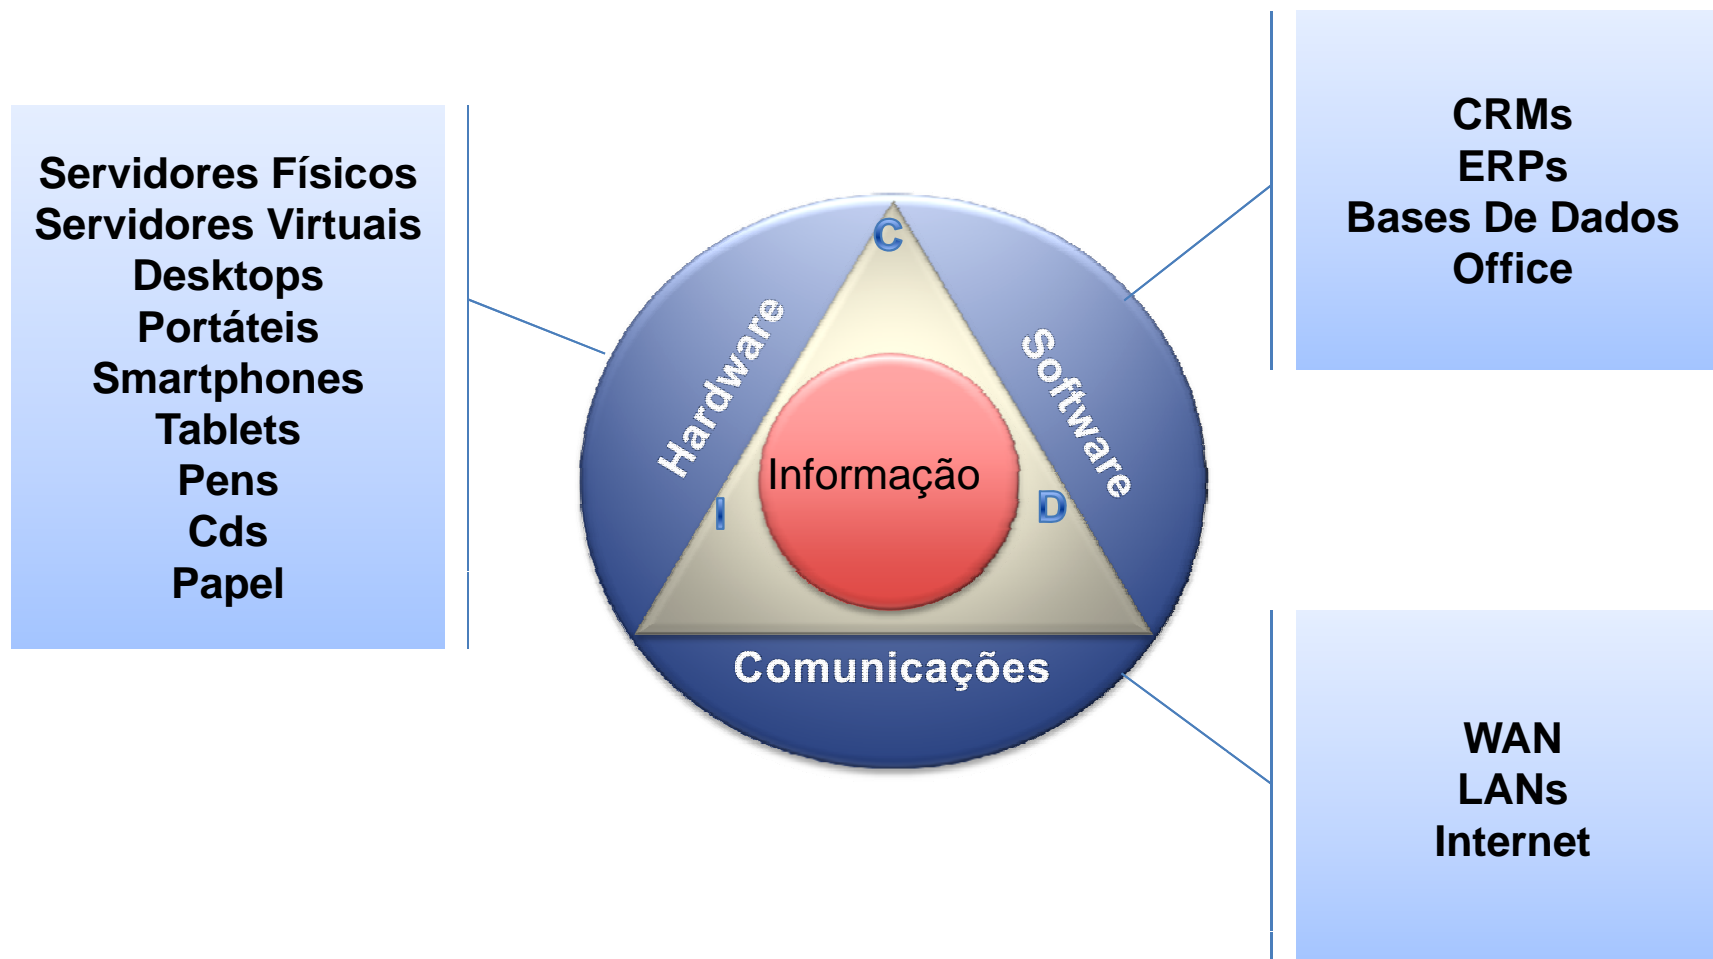 Servidores Físicos
Servidores Virtuais
Desktops
Portáteis
Smartphones
Tablets
Pens
Cds
Papel
C
Hardware
Software
Informação
I
D
Comunicações
CRMs
ERPs
Bases De Dados
Office
WAN
LANs
Internet